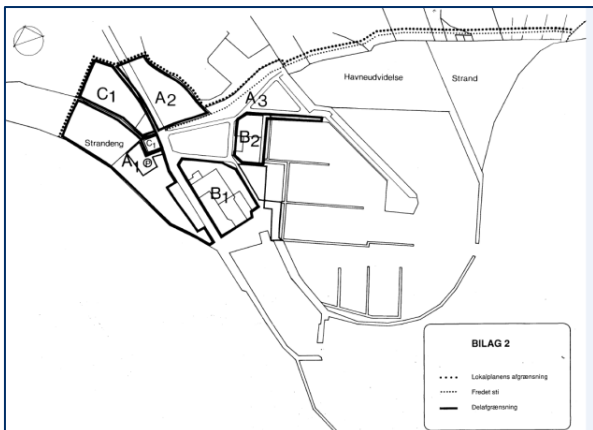 Havneudvidelse
Strand
C1
A2
A3
B2
Strandeng
C1
A1
P
B1
BILAG 2
Lokalplanens afgrænsning
Fredet sti
Delafgrænsning